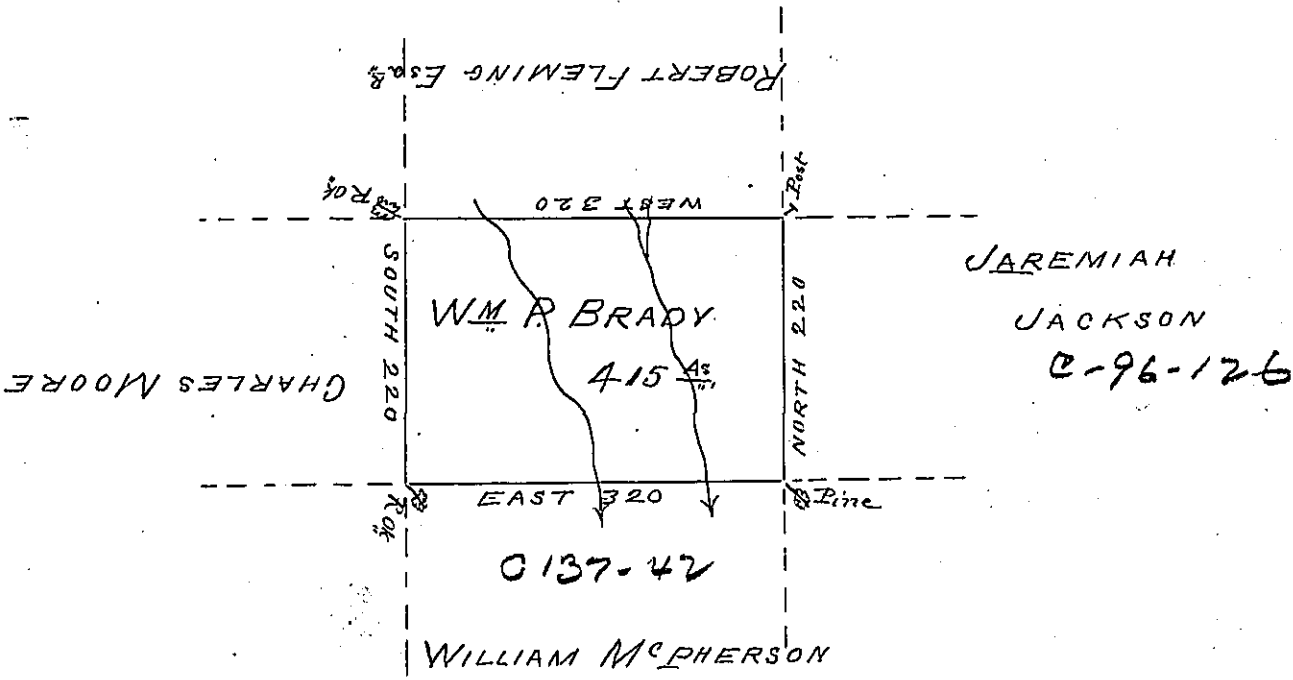 ROBERT FLEMING Esqr
R Ok.
WEST 320
Post
SOUTH 220
NORTH 220
WM P. BRADY
415 As
JAREMIAH
JACKSON
C-96-126
CHARLES MOORE
R Ok
EAST 320
Pine
C 137-42
WILLIAM McPHERSON